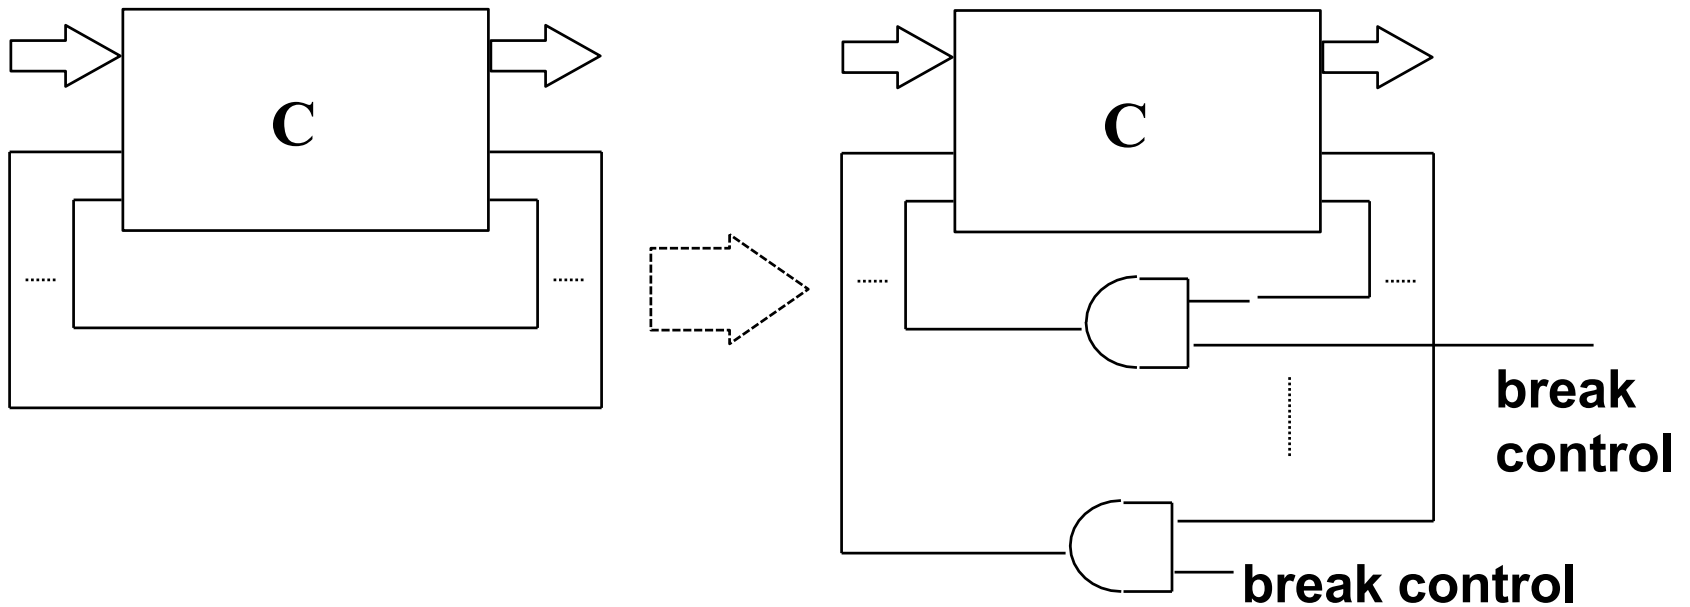 C
C
break
control
break control